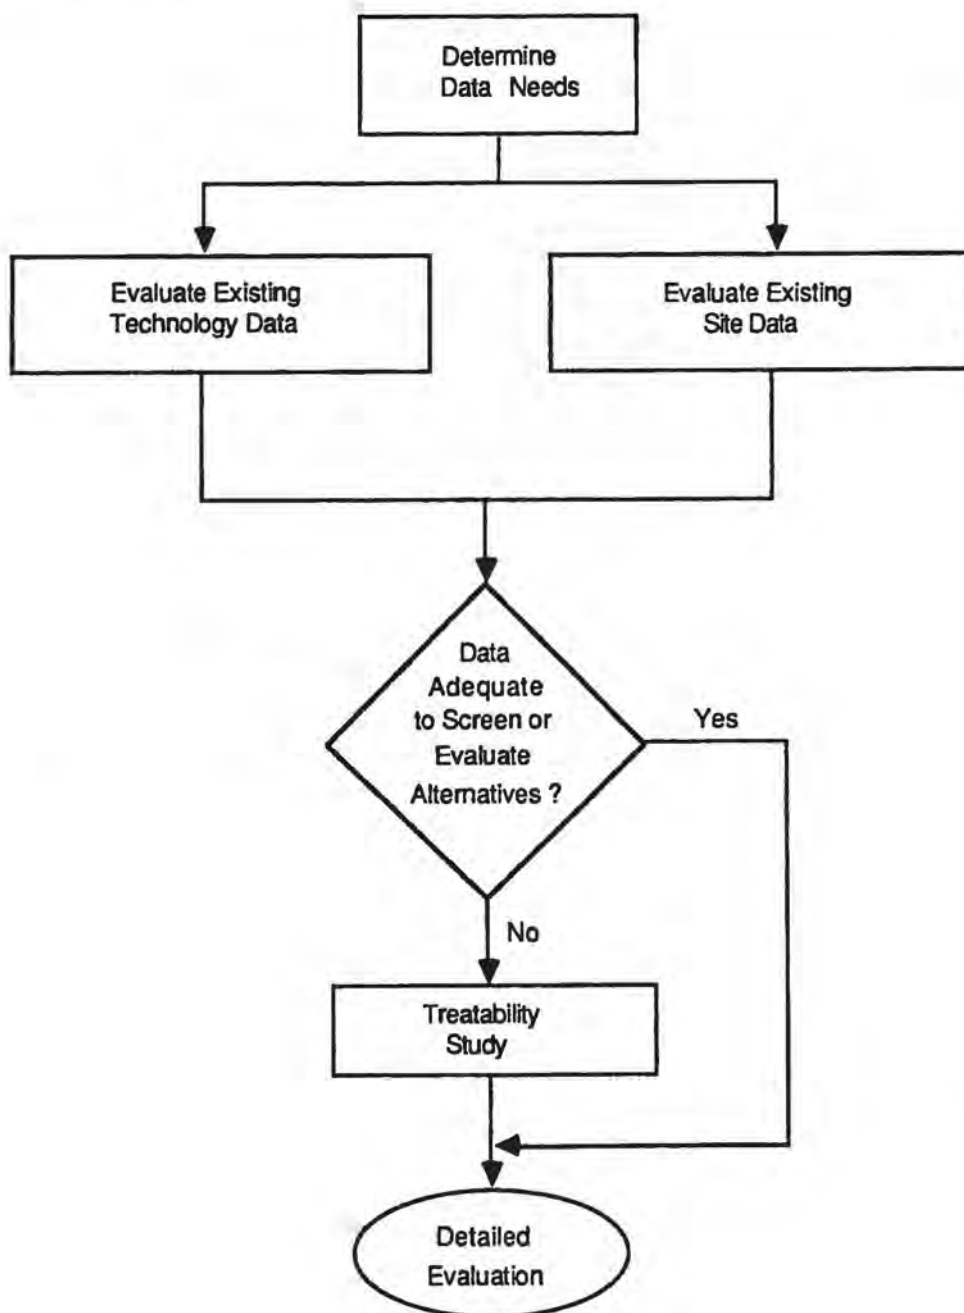 Determine
Data Needs
Evaluate Existing
Technology Data
Evaluate Existing
Site Data
Data
Adequate
to Screen or
Evaluate
Alternatives ?
Yes
No
Treatability
Study
Detailed
Evaluation